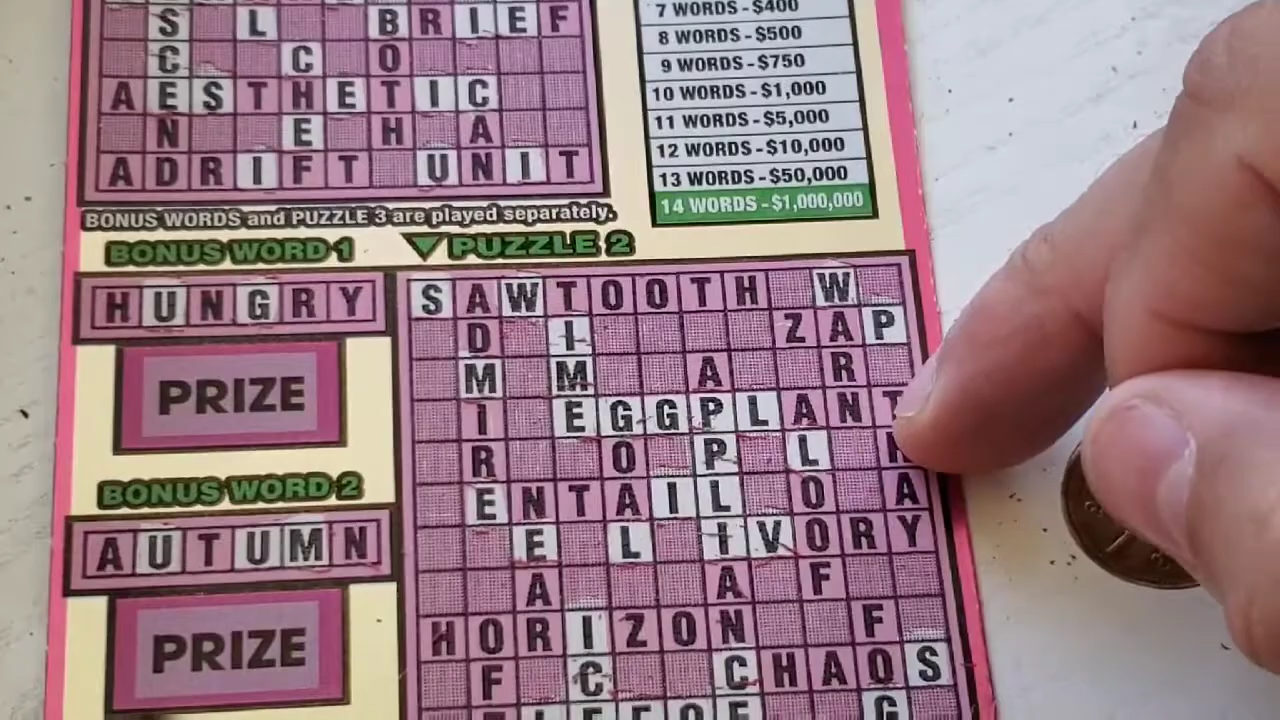 7 WORDS - $400
8 WORDS - $500
9 WORDS - $750
10 WORDS - $1,000
11 WORDS - $5,000
12 WORDS - $10,000
13 WORDS - $50,000
14 WORDS - $1,000,000
S L BRIEF
C C O
AESTHETIC
N E H A
ADRIFT UNIT
BONUS WORDS and PUZZLE 3 are played separately.
BONUS WORD 1
HUNGRY
PRIZE
BONUS WORD 2
AUTUMN
PRIZE
PUZZLE 2
SAWTOOTH W
D I ZAP
M M A R
I EGGPLANT
R O P L
ENTAIL O A
E L IVORY
A A F
HORIZON F
F C CHAOS